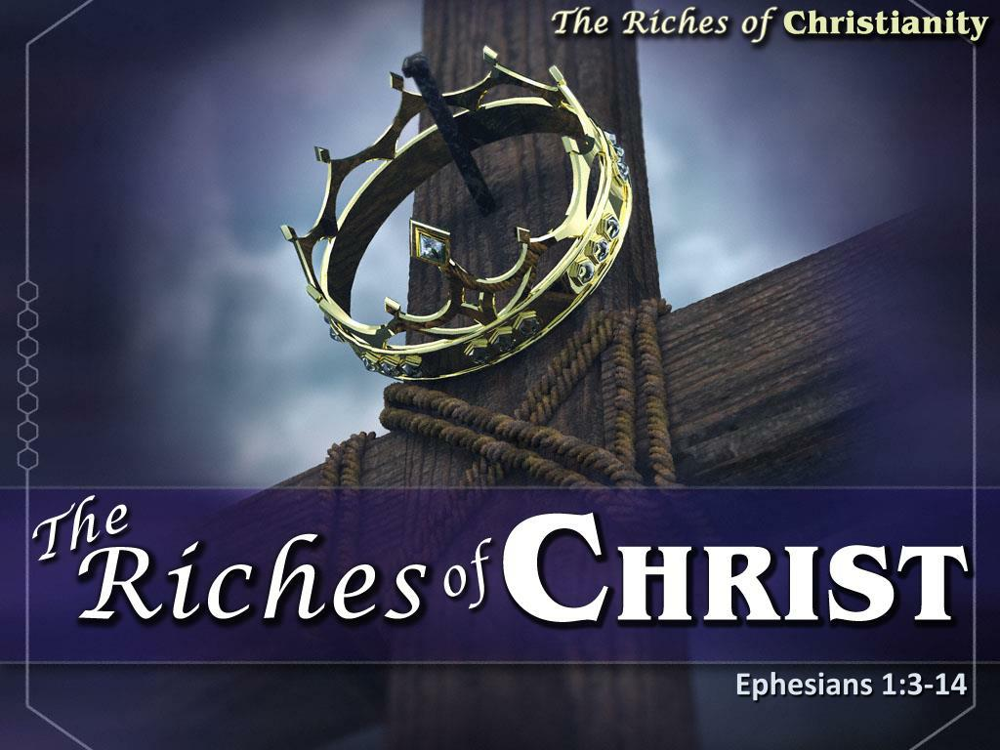 The Riches of Christianity
The Riches of CHRIST
Ephesians 1:3-14